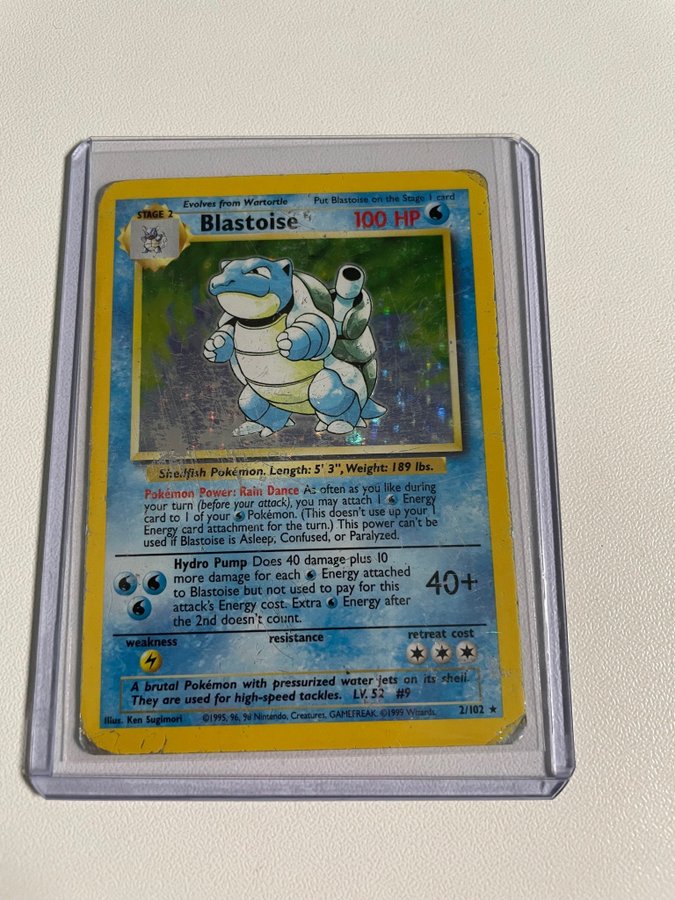 Evolves from Wartortle Put Blastoise on the Stage 1 card
STAGE 2
Blastoise 100 HP
Shellfish Pokémon. Length: 5' 3", Weight: 189 lbs.
Pokémon Power: Rain Dance As often as you like during
your turn (before your attack), you may attach 1 Energy
card to 1 of your Pokémon. (This doesn't use up your 1
Energy card attachment for the turn.) This power can't be
used if Blastoise is Asleep, Confused, or Paralyzed.
Hydro Pump Does 40 damage plus 10
more damage for each Energy attached
to Blastoise but not used to pay for this
attack's Energy cost. Extra Energy after
the 2nd doesn't count.
40+
weakness resistance retreat cost
A brutal Pokémon with pressurized water jets on its shell.
They are used for high-speed tackles. LV. 52 #9
Illus. Ken Sugimori ©1995, 96, 98 Nintendo, Creatures, GAMEFREAK. ©1999 Wizards. 2/102 ★